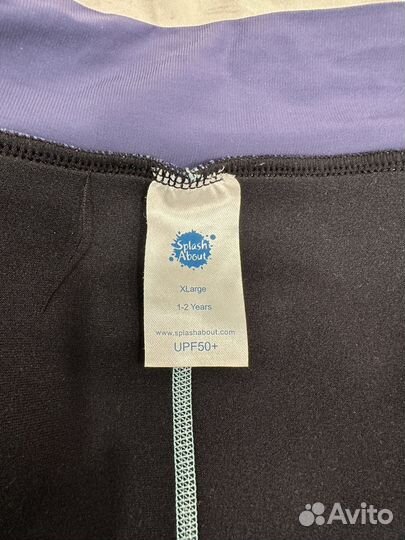 Splash
About
XLarge
1-2 Years
www.splashabout.com
UPF50+
Avito